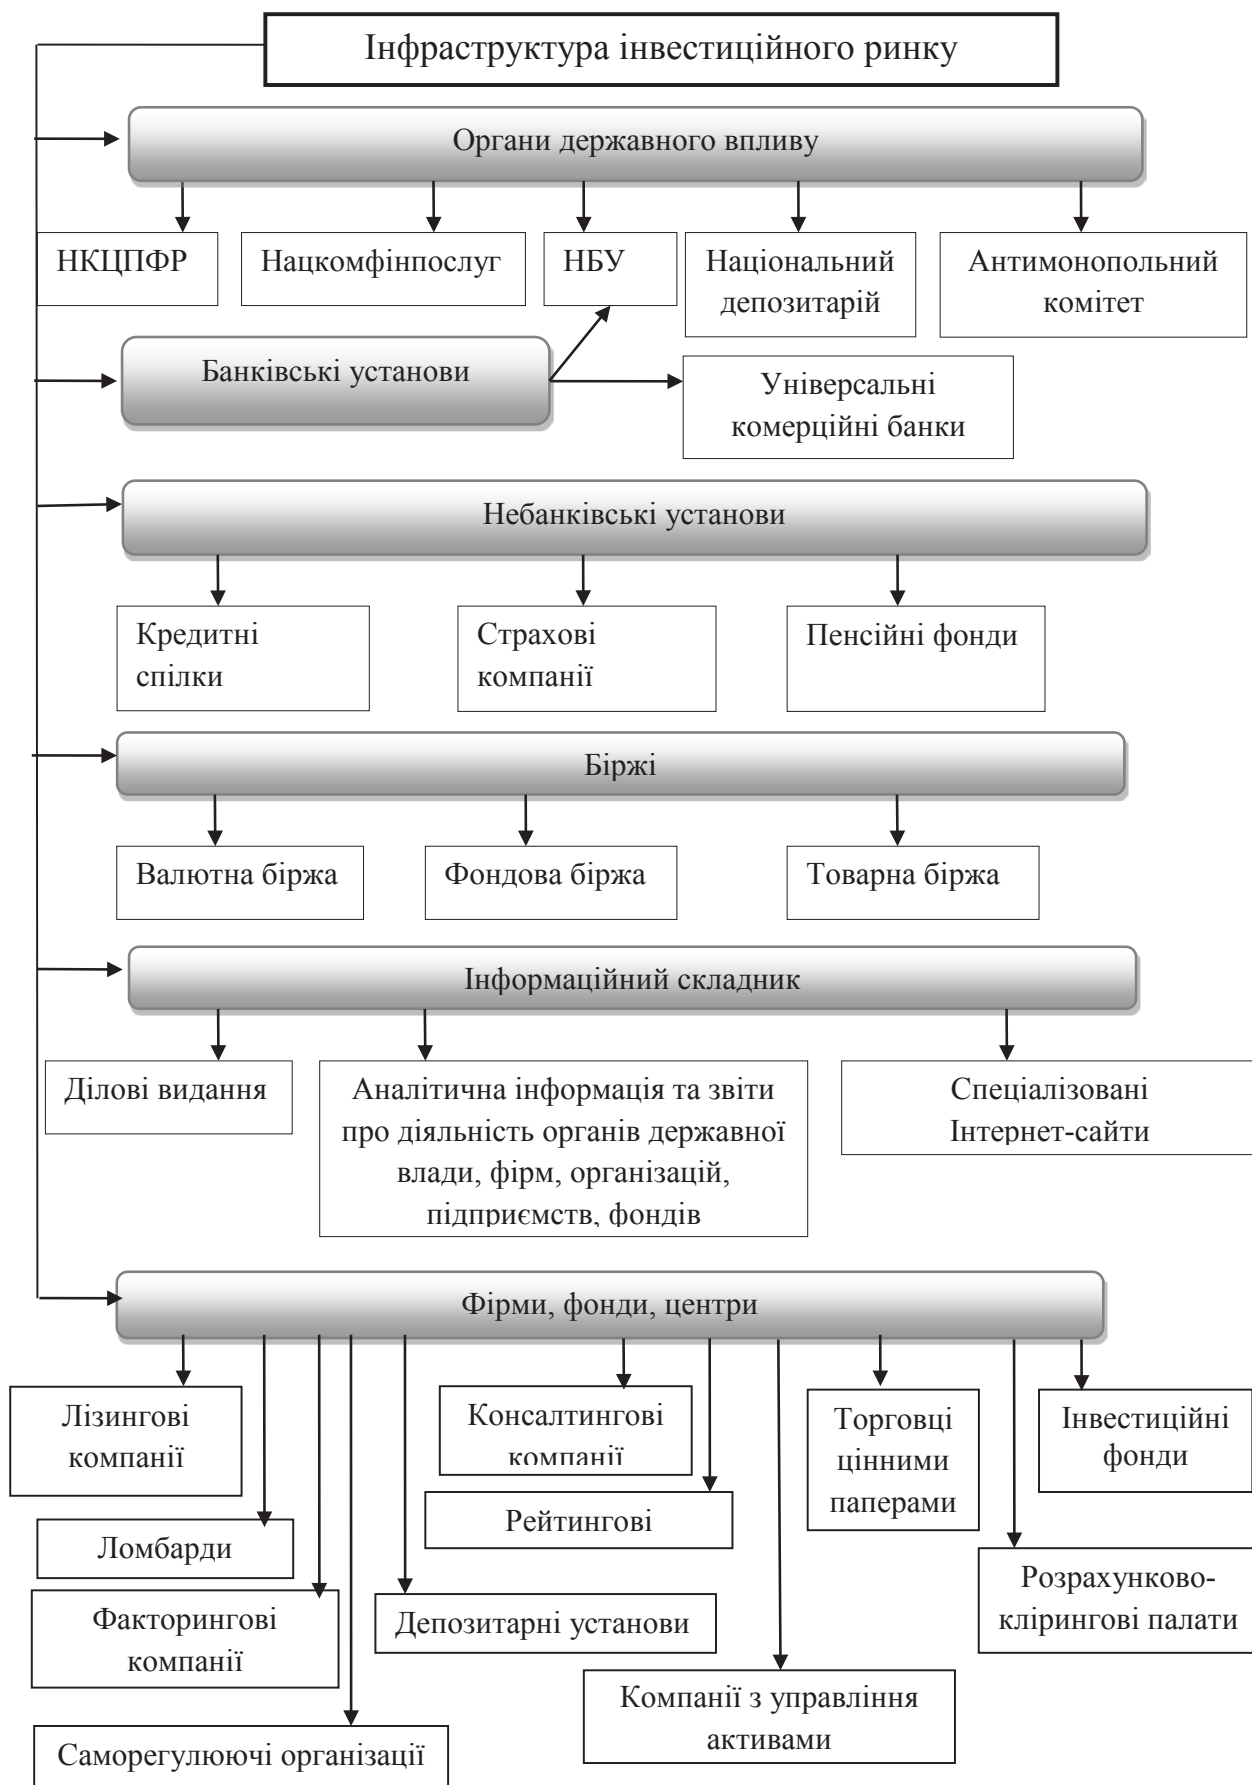 Інфраструктура інвестиційного ринку
Органи державного впливу
НКЦПФР
Нацкомфінпослуг
НБУ
Національний
депозитарій
Антимонопольний
комітет
Банківські установи
Універсальні
комерційні банки
Небанківські установи
Кредитні
спілки
Страхові
компанії
Пенсійні фонди
Біржі
Валютна біржа
Фондова біржа
Товарна біржа
Інформаційний складник
Ділові видання
Аналітична інформація та звіти
про діяльність органів державної
влади, фірм, організацій,
підприємств, фондів
Спеціалізовані
Інтернет-сайти
Фірми, фонди, центри
Лізингові
компанії
Консалтингові
компанії
Торговці
цінними
паперами
Інвестиційні
фонди
Рейтингові
Ломбарди
Розрахунково-
клірингові палати
Факторингові
компанії
Депозитарні установи
Компанії з управління
активами
Саморегулюючі організації